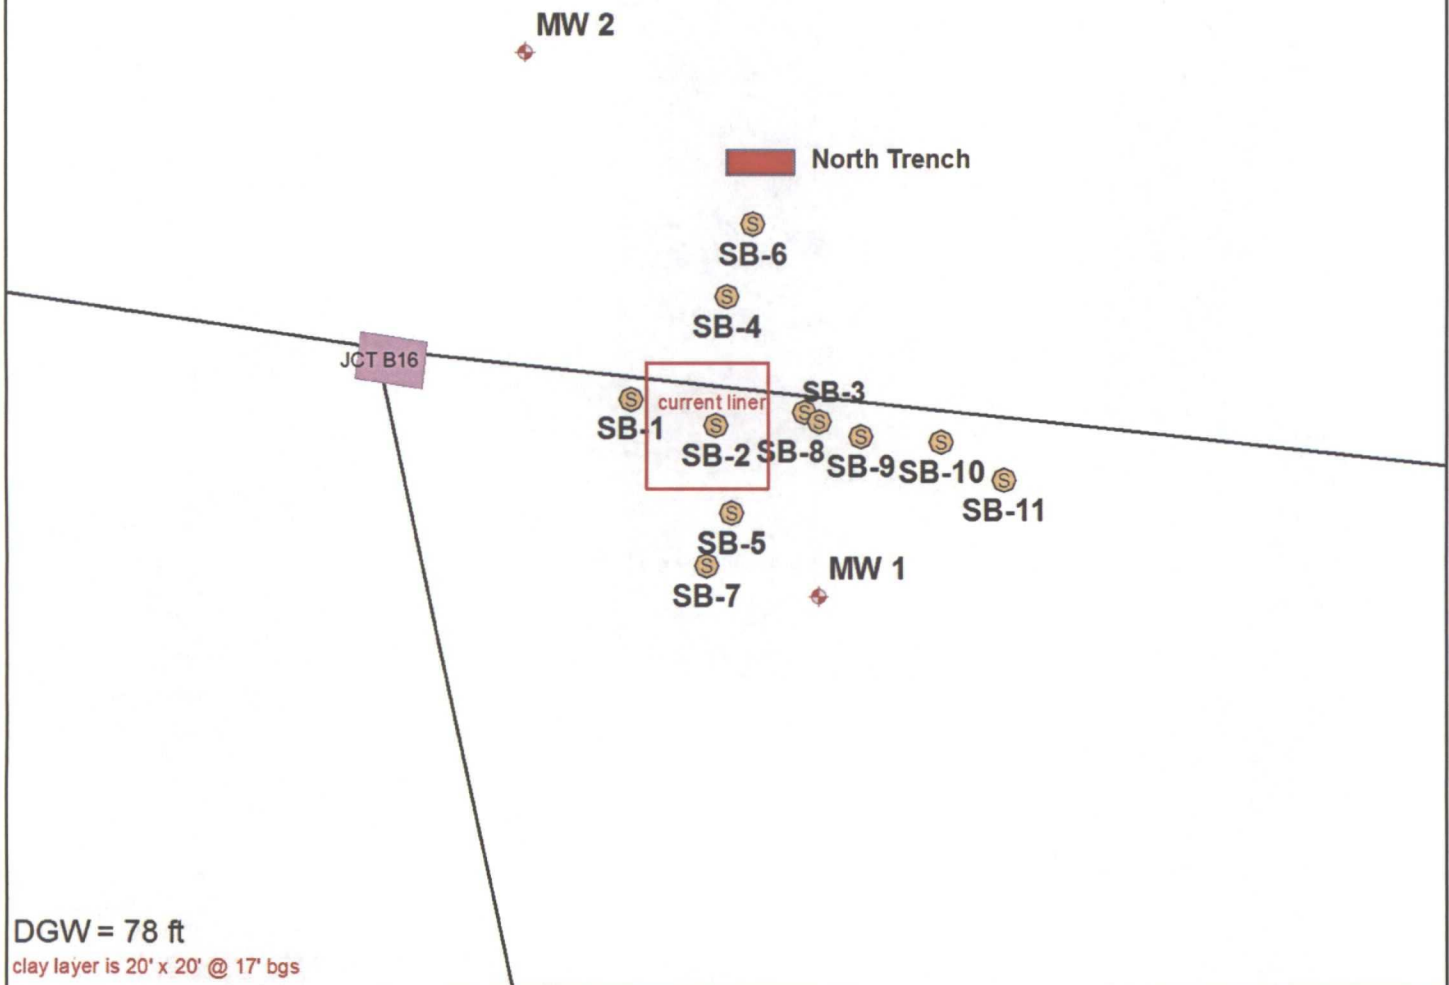 MW 2
North Trench
SB-6
SB-4
JCT B16
SB-3
current liner
SB-1
SB-2
SB-8
SB-9
SB-10
SB-11
SB-5
MW 1
SB-7
DGW = 78 ft
clay layer is 20' x 20' @ 17' bgs